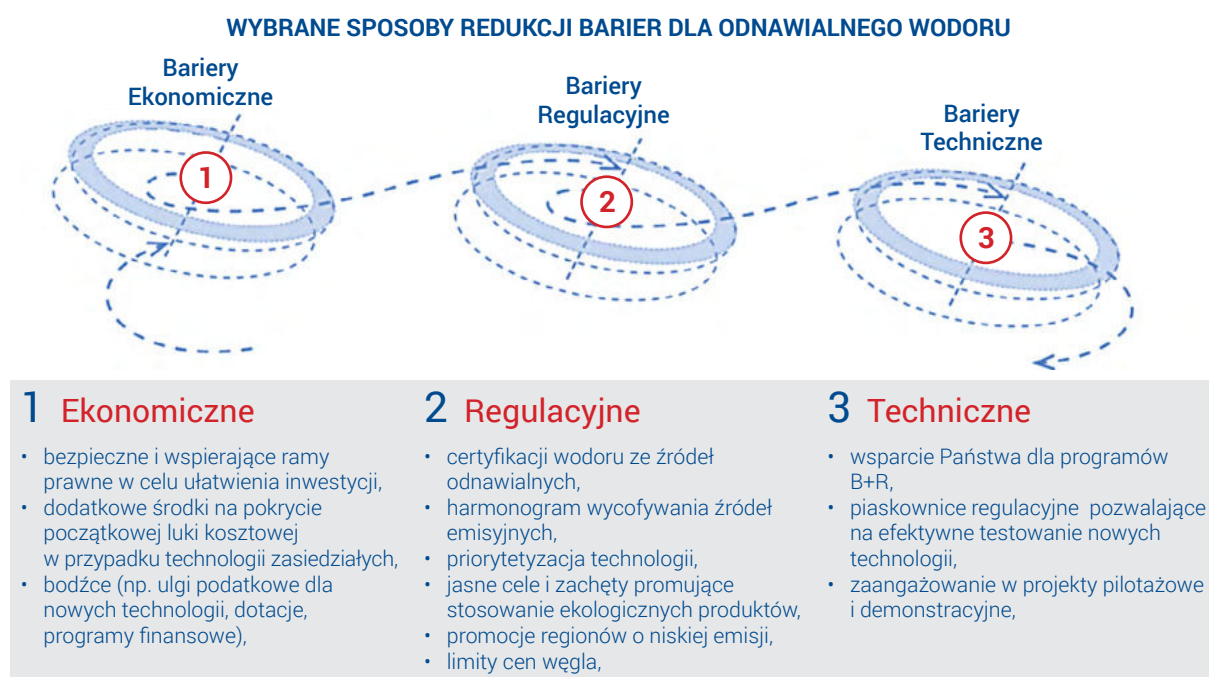 WYBRANE SPOSOBY REDUKCJI BARIER DLA ODNAWIALNEGO WODORU
Bariery
Ekonomiczne
Bariery
Regulacyjne
Bariery
Techniczne
1
2
3
1 Ekonomiczne
• bezpieczne i wspierające ramy
prawne w celu ułatwienia inwestycji,
• dodatkowe środki na pokrycie
początkowej luki kosztowej
w przypadku technologii zasiedziałych,
• bodźce (np. ulgi podatkowe dla
nowych technologii, dotacje,
programy finansowe),
2 Regulacyjne
• certyfikacji wodoru ze źródeł
odnawialnych,
• harmonogram wycofywania źródeł
emisyjnych,
• priorytetyzacja technologii,
• jasne cele i zachęty promujące
stosowanie ekologicznych produktów,
• promocje regionów o niskiej emisji,
• limity cen węgla,
3 Techniczne
• wsparcie Państwa dla programów
B+R,
• piaskownice regulacyjne pozwalające
na efektywne testowanie nowych
technologii,
• zaangażowanie w projekty pilotażowe
i demonstracyjne,